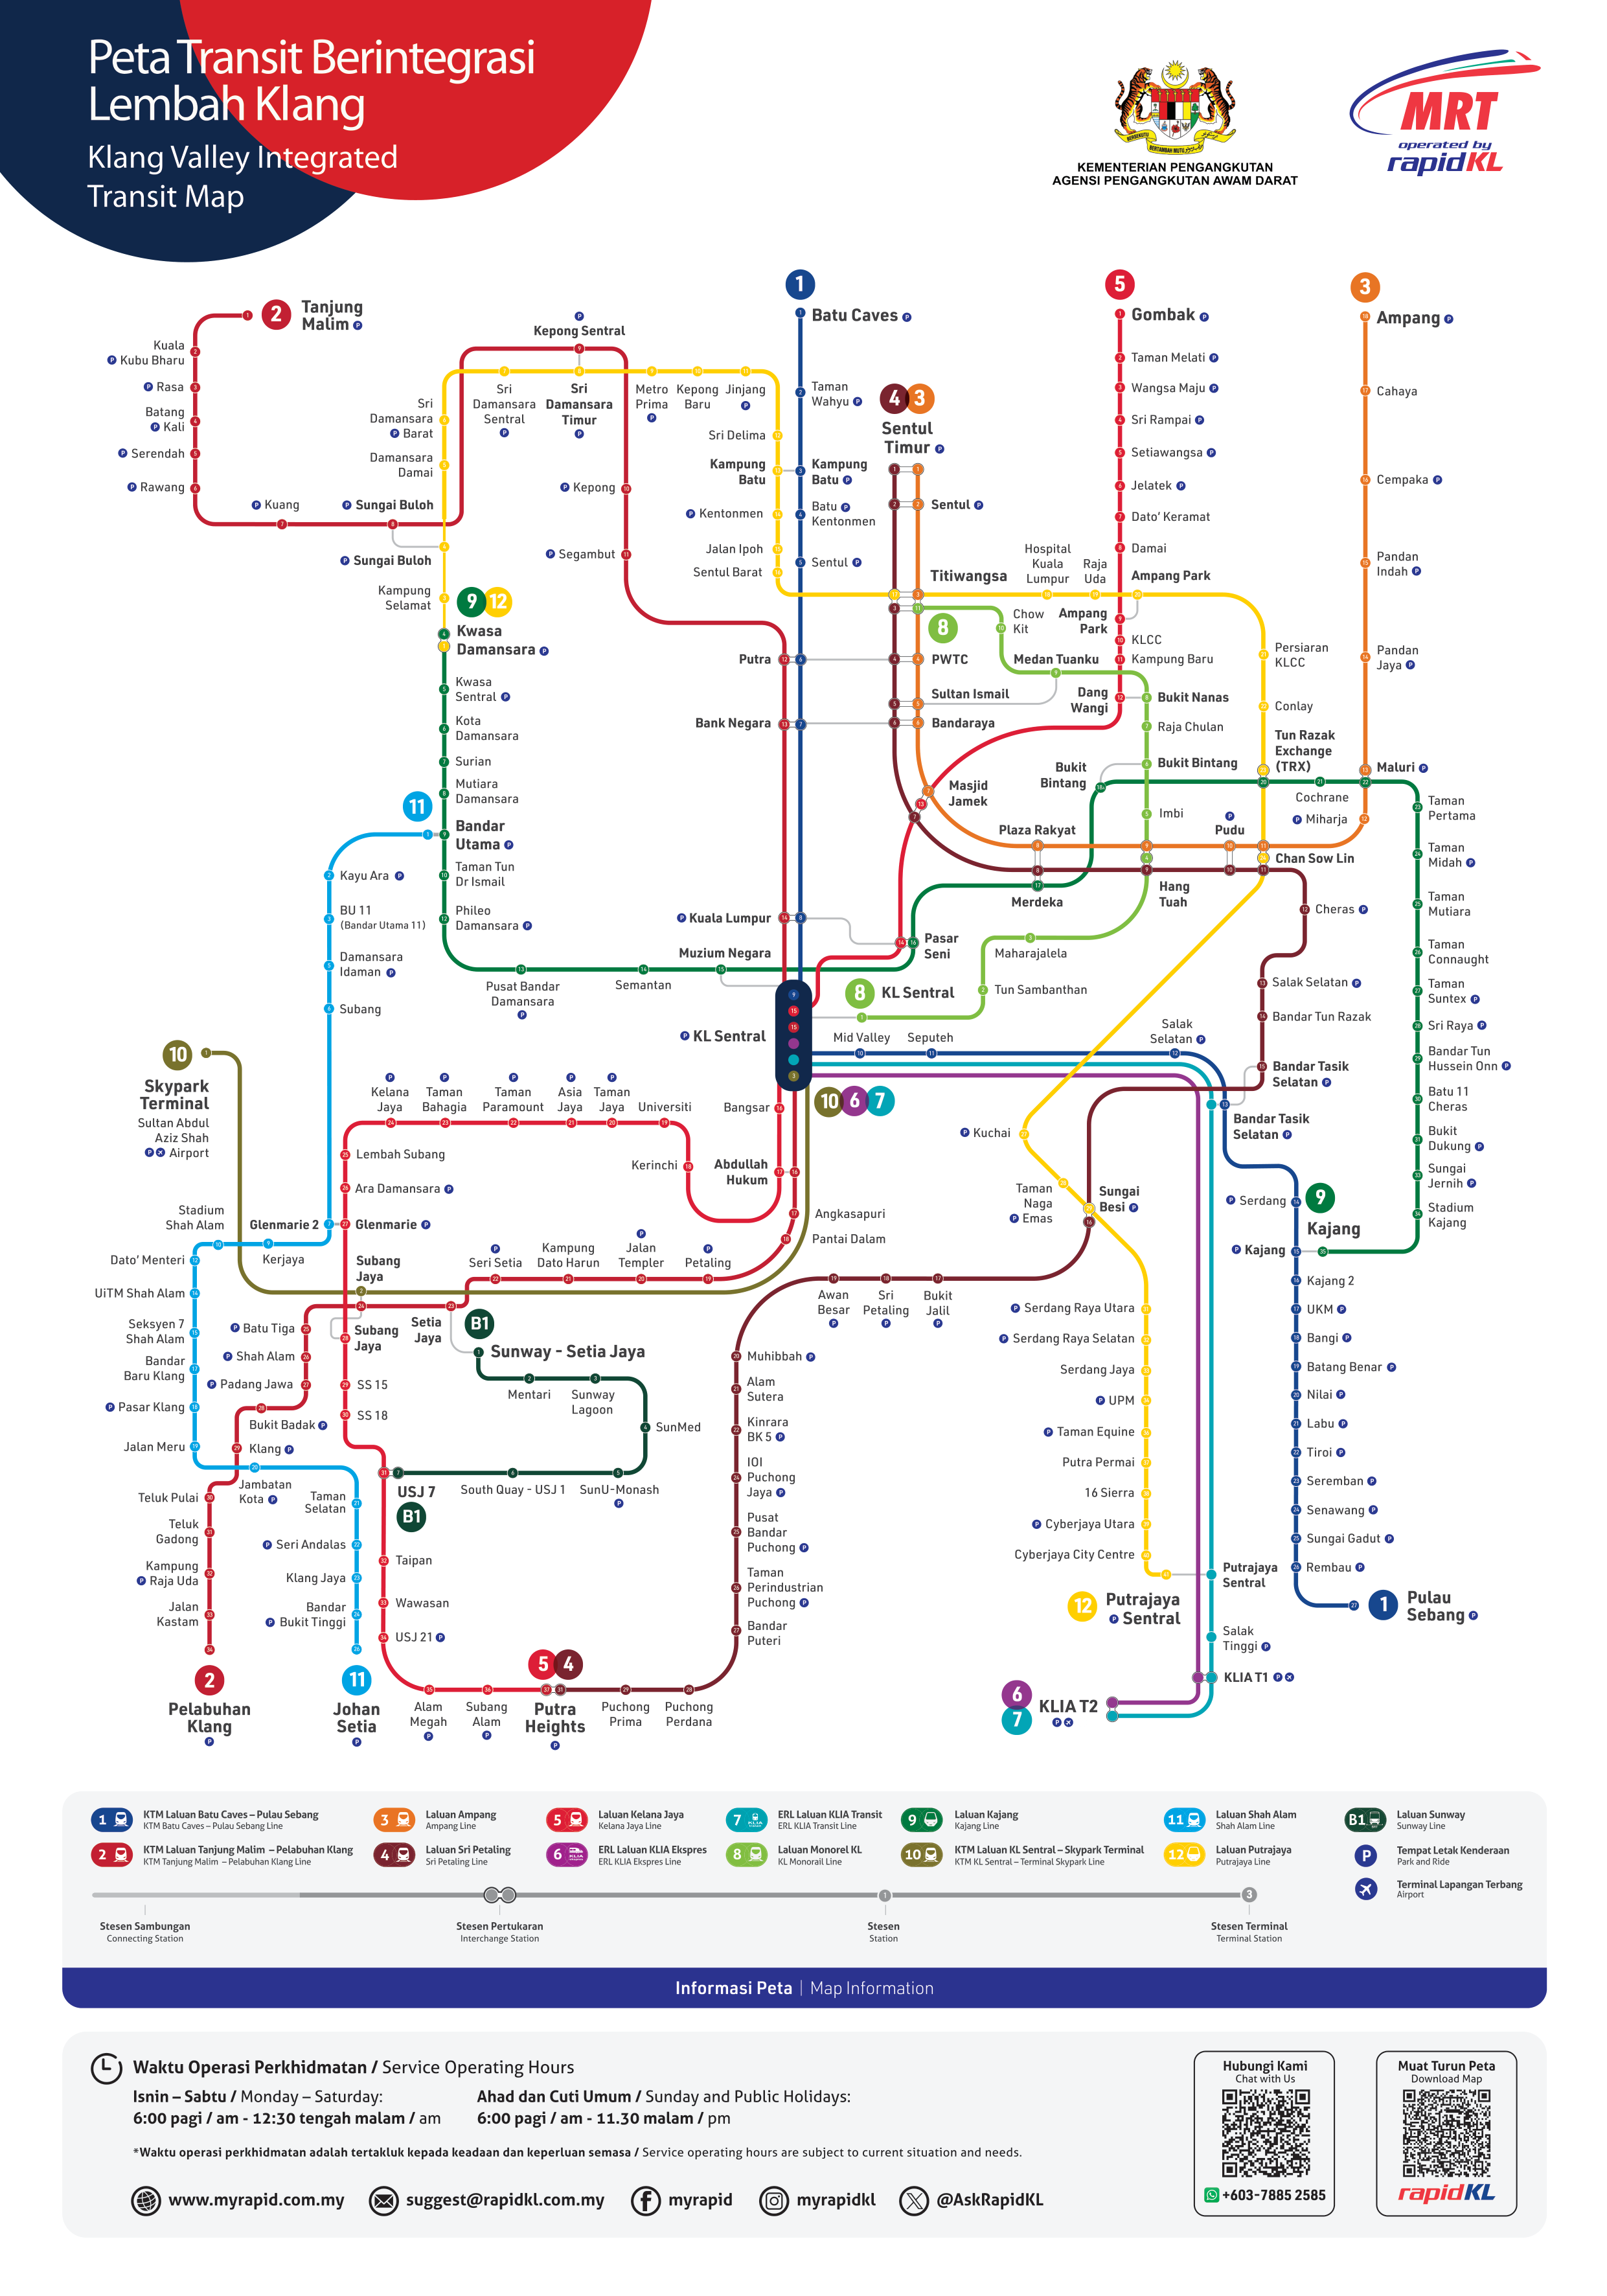 Peta Transit Berintegrasi
Lembah Klang
Klang Valley Integrated
Transit Map
KEMENTERIAN PENGANGKUTAN
AGENSI PENGANGKUTAN AWAM DARAT
MRT
operated by
rapidKL
2
Tanjung
Malim P
Kuala
P Kubu Bharu
P Rasa
Batang
P Kali
P Serendah
P Rawang
P Kuang
P Sungai Buloh
P Sungai Buloh
Kampung
Selamat
Sri
Damansara
P Barat
Damansara
Damai
P
Kepong Sentral
Sri
Damansara
Sentral
P
Sri
Damansara
Timur
P
Metro
Prima
P
Kepong
Baru
Jinjang
P
Sri Delima
Kampung
Batu
P Kentonmen
Jalan Ipoh
Sentul Barat
P Kepong
P Segambut
1
Batu Caves P
Taman
Wahyu P
Kampung
Batu P
Batu P
Kentonmen
Sentul P
4 3
Sentul
Timur P
Sentul P
Titiwangsa
8
PWTC
Sultan Ismail
Bandaraya
Putra
Bank Negara
5
Gombak P
Taman Melati P
Wangsa Maju P
Sri Rampai P
Setiawangsa P
Jelatek P
Dato' Keramat
Damai
Hospital
Kuala
Lumpur
Raja
Uda
Ampang Park
Chow
Kit
Ampang
Park
KLCC
Kampung Baru
Medan Tuanku
Dang
Wangi
Bukit Nanas
Raja Chulan
Bukit
Bintang
Bukit Bintang
Imbi
Masjid
Jamek
Plaza Rakyat
Merdeka
Hang
Tuah
P
Pudu
Chan Sow Lin
3
Ampang P
Cahaya
Cempaka P
Pandan
Indah P
Pandan
Jaya P
Persiaran
KLCC
Conlay
Tun Razak
Exchange
(TRX)
Maluri P
Cochrane
P Miharja
Taman
Pertama
Taman
Midah P
Taman
Mutiara
Taman
Connaught
Taman
Suntex P
Sri Raya P
Bandar Tun
Hussein Onn P
Batu 11
Cheras
Bukit
Dukung P
Sungai
Jernih P
Stadium
Kajang
9
Kajang
9 12
Kwasa
Damansara P
Kwasa
Sentral P
Kota
Damansara
Surian
Mutiara
Damansara
11
Bandar
Utama P
Taman Tun
Dr Ismail
Phileo
Damansara P
Kayu Ara P
BU 11
(Bandar Utama 11)
Damansara
Idaman P
Subang
Pusat Bandar
Damansara
P
Semantan
Muzium Negara
P Kuala Lumpur
Pasar
Seni
Maharajalela
Tun Sambanthan
8 KL Sentral
P KL Sentral
Mid Valley
Seputeh
Salak
Selatan P
Cheras P
Salak Selatan P
Bandar Tun Razak
Bandar Tasik
Selatan P
Bandar Tasik
Selatan P
10 6 7
10
Skypark
Terminal
Sultan Abdul
Aziz Shah
P Airport
P
Kelana
Jaya
P
Taman
Bahagia
P
Taman
Paramount
P
Asia
Jaya
P
Taman
Jaya
Universiti
Bangsar
Kerinchi
Abdullah
Hukum
Lembah Subang
Ara Damansara P
Glenmarie 2
Glenmarie P
Stadium
Shah Alam
Kerjaya
Dato' Menteri
UiTM Shah Alam
Seksyen 7
Shah Alam
Bandar
Baru Klang
P Pasar Klang
Jalan Meru
Subang
Jaya
Subang
Jaya
P Batu Tiga
P Shah Alam
P Padang Jawa
Bukit Badak P
Klang P
Jambatan
Kota P
Teluk Pulai
Teluk
Gadong
Kampung
P Raja Uda
Jalan
Kastam
2
Pelabuhan
Klang
P
Taman
Selatan
P Seri Andalas
Klang Jaya
Bandar
P Bukit Tinggi
11
Johan
Setia
P
P
Seri Setia
Kampung
Dato Harun
P
Jalan
Templer
P
Petaling
Angkasapuri
Pantai Dalam
Setia
Jaya
B1
Sunway - Setia Jaya
Mentari
Sunway
Lagoon
SunMed
SunU-Monash
P
South Quay - USJ 1
USJ 7
B1
SS 15
SS 18
Taipan
Wawasan
USJ 21 P
Alam
Megah
P
Subang
Alam
P
5 4
Putra
Heights
P
Puchong
Prima
Puchong
Perdana
Bandar
Puteri
Taman
Perindustrian
Puchong P
Pusat
Bandar
Puchong P
IOI
Puchong
Jaya P
Kinrara
BK 5 P
Alam
Sutera
Muhibbah P
Awan
Besar
P
Sri
Petaling
P
Bukit
Jalil
P
P Kuchai
Taman
Naga
P Emas
Sungai
Besi P
P Serdang Raya Utara
P Serdang Raya Selatan
Serdang Jaya
P UPM
P Taman Equine
Putra Permai
16 Sierra
P Cyberjaya Utara
Cyberjaya City Centre
12
Putrajaya
P Sentral
Putrajaya
Sentral
Salak
Tinggi P
KLIA T1 P
6
7
KLIA T2
P
P Serdang
P Kajang
Kajang 2
UKM P
Bangi P
Batang Benar P
Nilai P
Labu P
Tiroi P
Seremban P
Senawang P
Sungai Gadut P
Rembau P
1
Pulau
Sebang P
1 KTM Laluan Batu Caves – Pulau Sebang
KTM Batu Caves – Pulau Sebang Line
2 KTM Laluan Tanjung Malim – Pelabuhan Klang
KTM Tanjung Malim – Pelabuhan Klang Line
3 Laluan Ampang
Ampang Line
4 Laluan Sri Petaling
Sri Petaling Line
5 Laluan Kelana Jaya
Kelana Jaya Line
6 ERL Laluan KLIA Ekspres
ERL KLIA Ekspres Line
7 ERL Laluan KLIA Transit
ERL KLIA Transit Line
8 Laluan Monorel KL
KL Monorail Line
9 Laluan Kajang
Kajang Line
10 KTM Laluan KL Sentral – Skypark Terminal
KTM KL Sentral – Terminal Skypark Line
11 Laluan Shah Alam
Shah Alam Line
12 Laluan Putrajaya
Putrajaya Line
B1 Laluan Sunway
Sunway Line
P Tempat Letak Kenderaan
Park and Ride
Terminal Lapangan Terbang
Airport
Stesen Sambungan
Connecting Station
Stesen Pertukaran
Interchange Station
1
Stesen
Station
3
Stesen Terminal
Terminal Station
Informasi Peta | Map Information
Waktu Operasi Perkhidmatan / Service Operating Hours
Isnin – Sabtu / Monday – Saturday:
6:00 pagi / am - 12:30 tengah malam / am
Ahad dan Cuti Umum / Sunday and Public Holidays:
6:00 pagi / am - 11.30 malam / pm
*Waktu operasi perkhidmatan adalah tertakluk kepada keadaan dan keperluan semasa / Service operating hours are subject to current situation and needs.
www.myrapid.com.my
suggest@rapidkl.com.my
myrapid
myrapidkl
@AskRapidKL
Hubungi Kami
Chat with Us
+603-7885 2585
Muat Turun Peta
Download Map
rapidKL